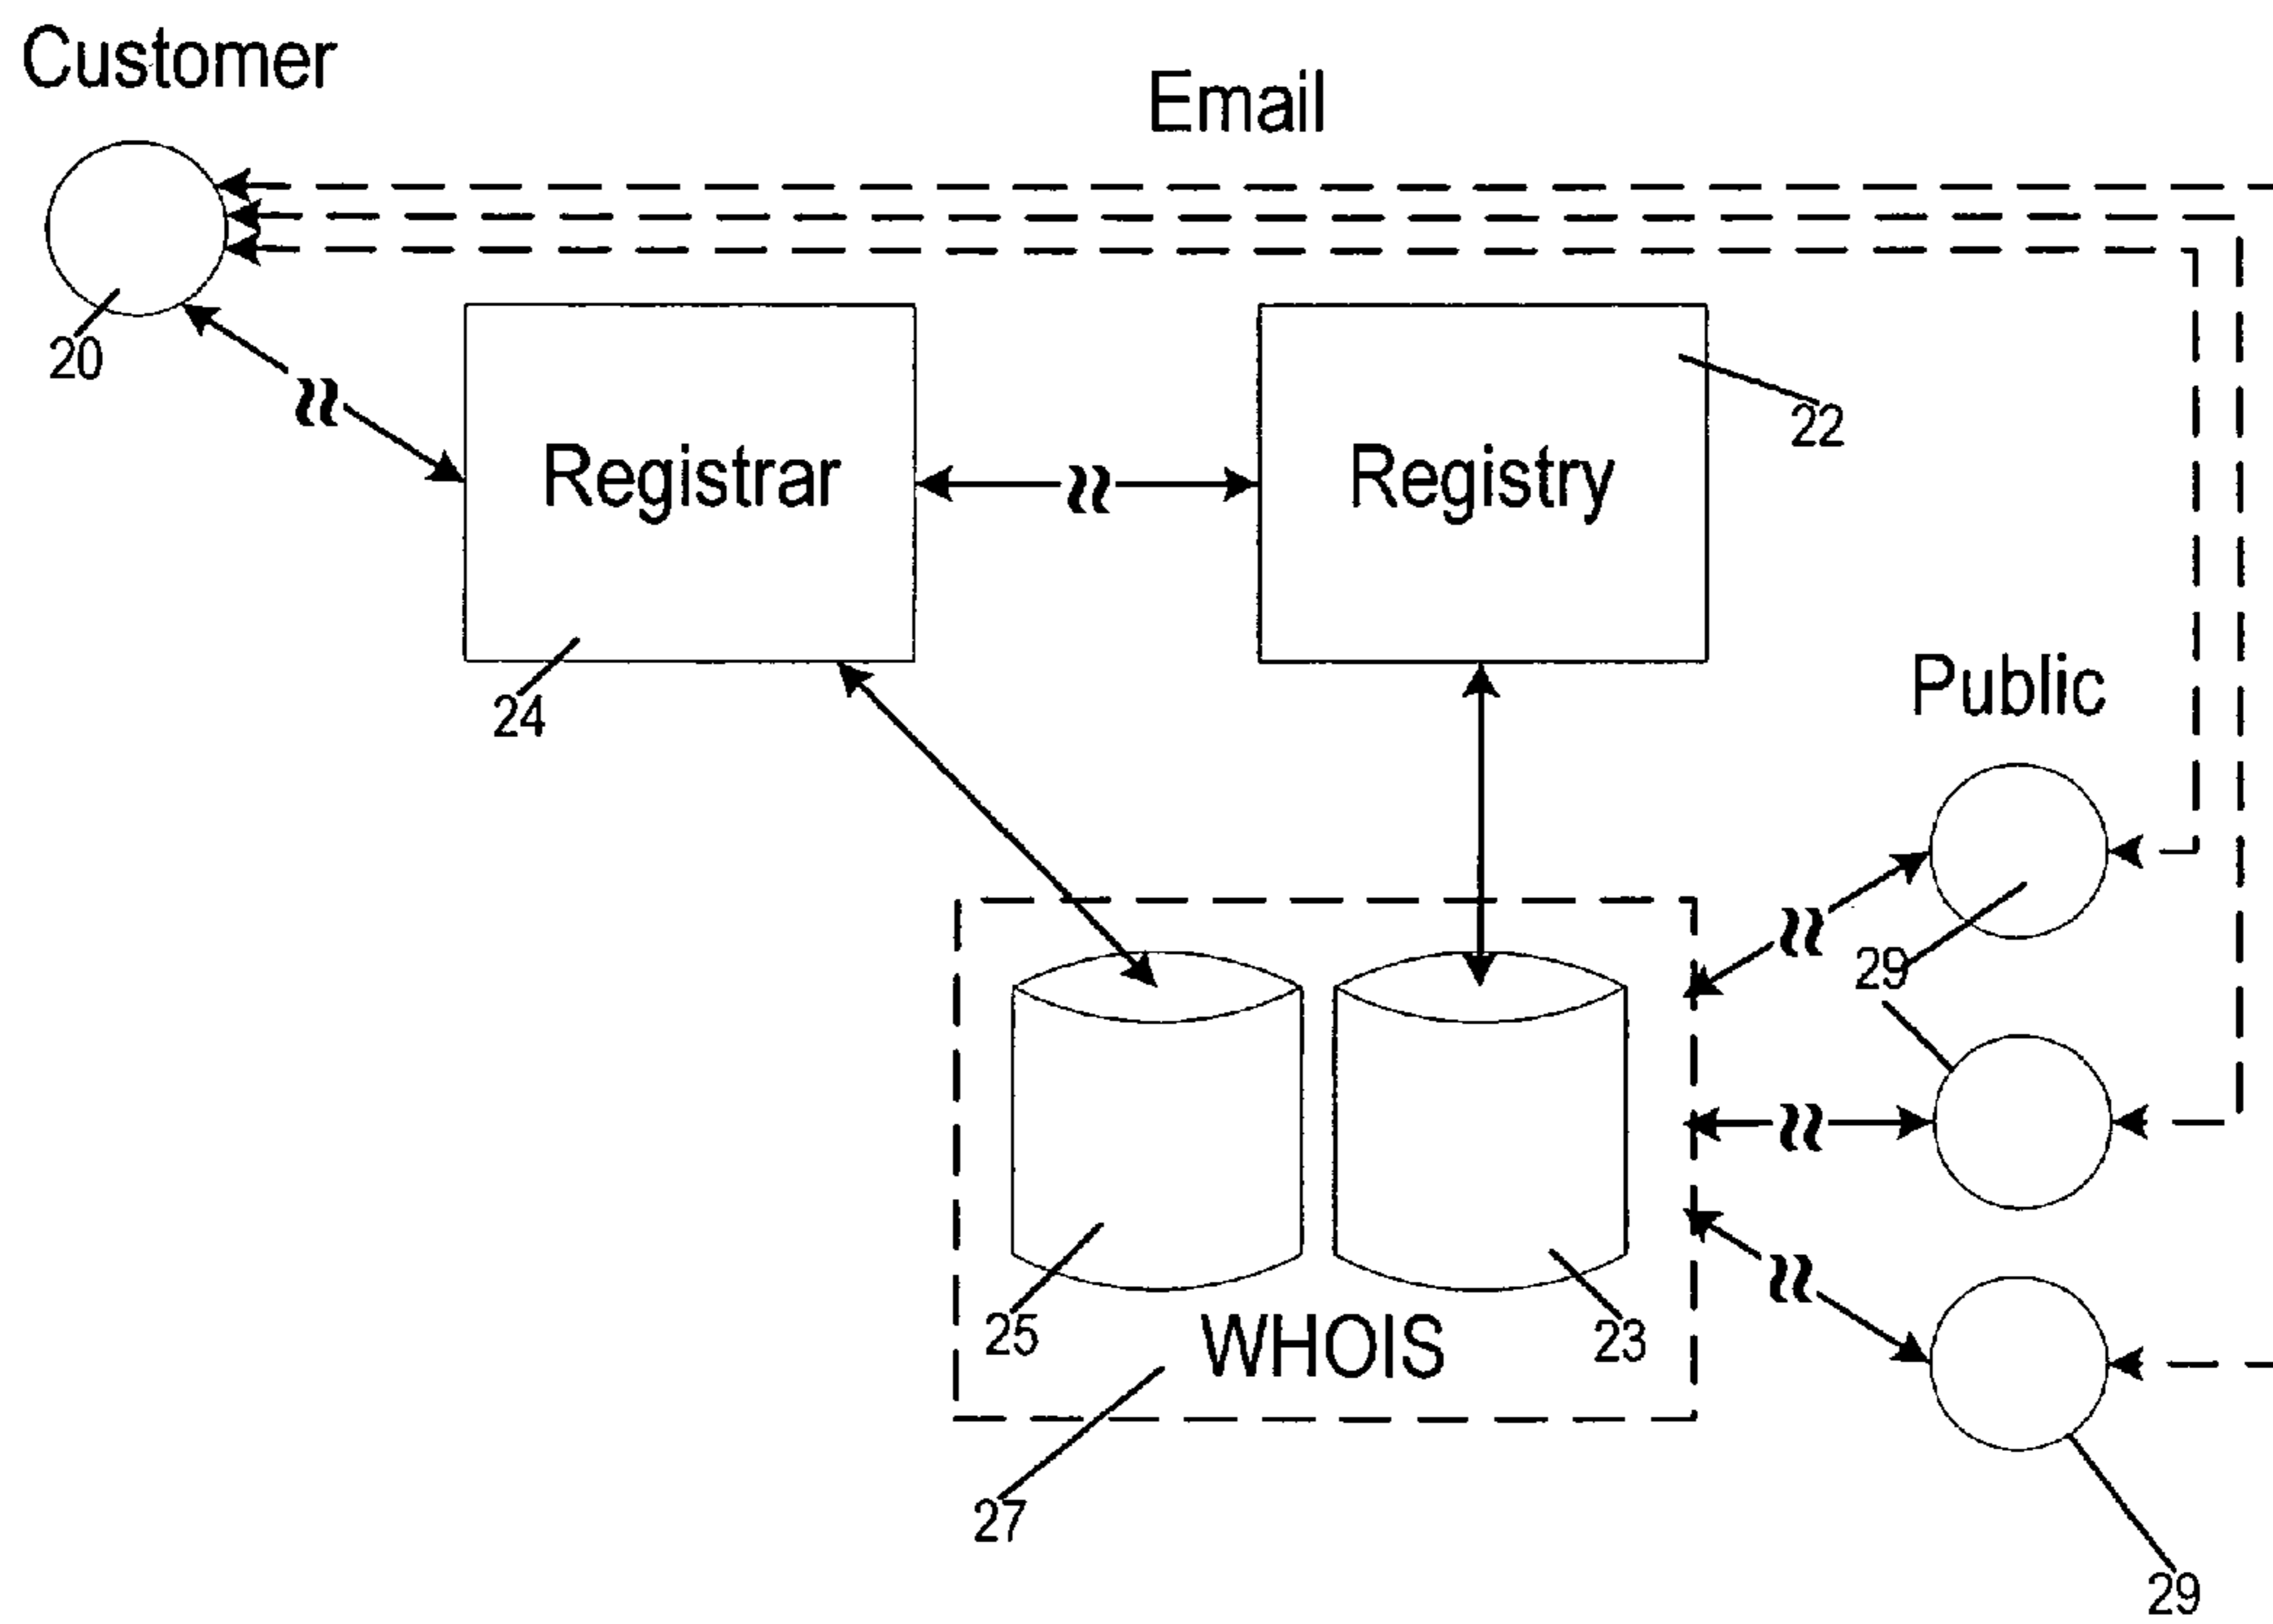 Customer
Email
20
22
Registrar
Registry
24
Public
29
25
23
WHOIS
27
29